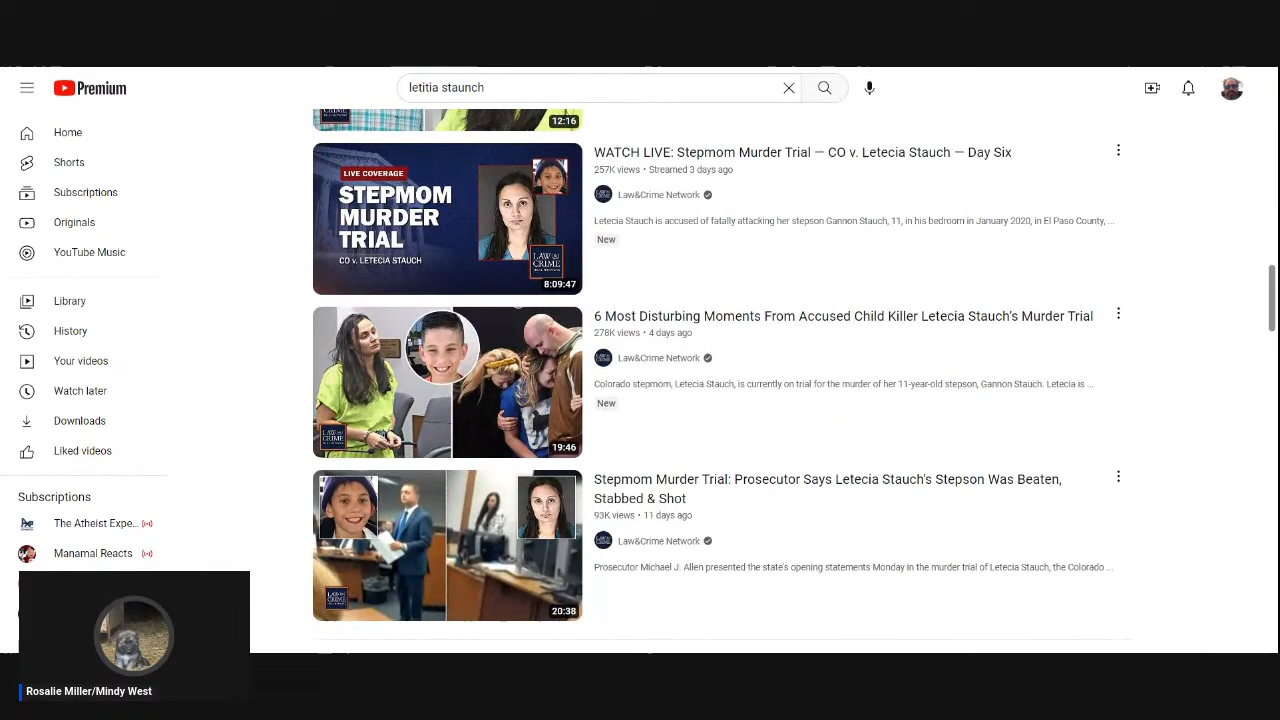 Premium
letitia staunch
Home
Shorts
Subscriptions
Originals
YouTube Music
Library
History
Your videos
Watch later
Downloads
Liked videos
Subscriptions
The Atheist Expe...
Manamal Reacts
Rosalie Miller/Mindy West
CRIME
12:16
LIVE COVERAGE
STEPMOM
MURDER
TRIAL
CO v. LETECIA STAUCH
LAW&
CRIME
8:09:47
WATCH LIVE: Stepmom Murder Trial — CO v. Letecia Stauch — Day Six
257K views • Streamed 3 days ago
Law&Crime Network
Letecia Stauch is accused of fatally attacking her stepson Gannon Stauch, 11, in his bedroom in January 2020, in El Paso County, ...
New
LAW&
CRIME
19:46
6 Most Disturbing Moments From Accused Child Killer Letecia Stauch's Murder Trial
278K views • 4 days ago
Law&Crime Network
Colorado stepmom, Letecia Stauch, is currently on trial for the murder of her 11-year-old stepson, Gannon Stauch. Letecia is ...
New
LAW&
CRIME
20:38
Stepmom Murder Trial: Prosecutor Says Letecia Stauch's Stepson Was Beaten,
Stabbed & Shot
93K views • 11 days ago
Law&Crime Network
Prosecutor Michael J. Allen presented the state's opening statements Monday in the murder trial of Letecia Stauch, the Colorado ...